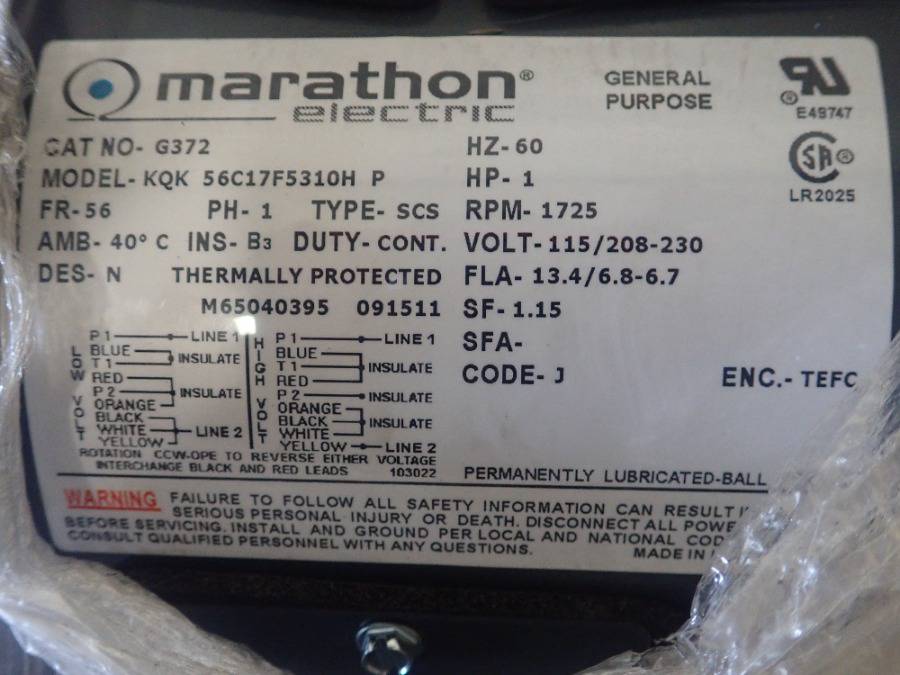 marathon®
electric
GENERAL
PURPOSE
E49747
LR2025
CAT NO- G372
HZ- 60
MODEL- KQK 56C17F5310H P
HP- 1
FR- 56 PH- 1 TYPE- SCS
RPM- 1725
AMB- 40° C INS- B3 DUTY- CONT.
VOLT- 115/208-230
DES- N THERMALLY PROTECTED
FLA- 13.4/6.8-6.7
M65040395 091511
SF- 1.15
SFA-
CODE- J ENC.- TEFC
LOW VOLT
P1 LINE 1
BLUE
T1 INSULATE
RED
P2 INSULATE
ORANGE
BLACK
WHITE LINE 2
YELLOW
HIGH VOLT
P1 LINE 1
BLUE
T1 INSULATE
RED
P2 INSULATE
ORANGE
BLACK INSULATE
WHITE
YELLOW LINE 2
ROTATION CCW-OPE TO REVERSE EITHER VOLTAGE
INTERCHANGE BLACK AND RED LEADS 103022
PERMANENTLY LUBRICATED-BALL
WARNING FAILURE TO FOLLOW ALL SAFETY INFORMATION CAN RESULT
SERIOUS PERSONAL INJURY OR DEATH. DISCONNECT ALL POWE
BEFORE SERVICING. INSTALL AND GROUND PER LOCAL AND NATIONAL COD
CONSULT QUALIFIED PERSONNEL WITH ANY QUESTIONS. MADE IN